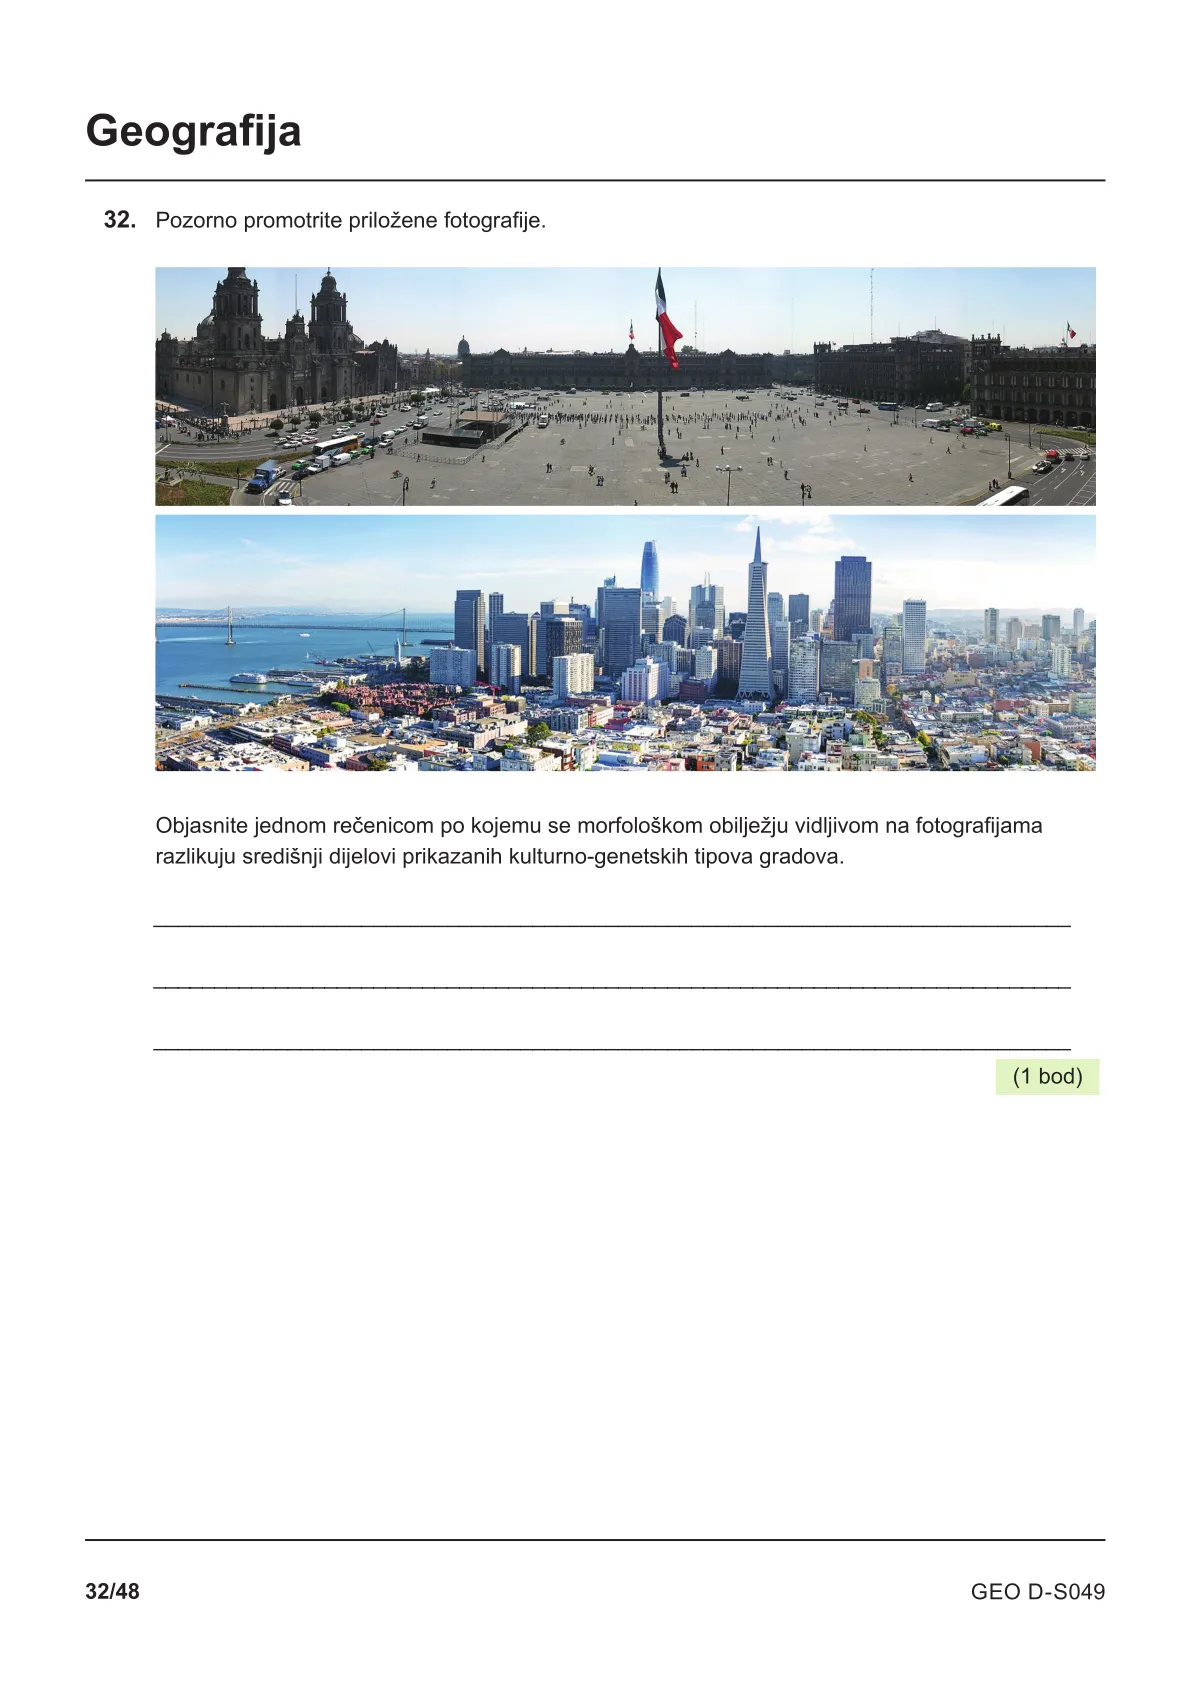 Geografija
32. Pozorno promotrite priložene fotografije.
Objasnite jednom rečenicom po kojemu se morfološkom obilježju vidljivom na fotografijama
razlikuju središnji dijelovi prikazanih kulturno-genetskih tipova gradova.
(1 bod)
32/48
GEO D-S049